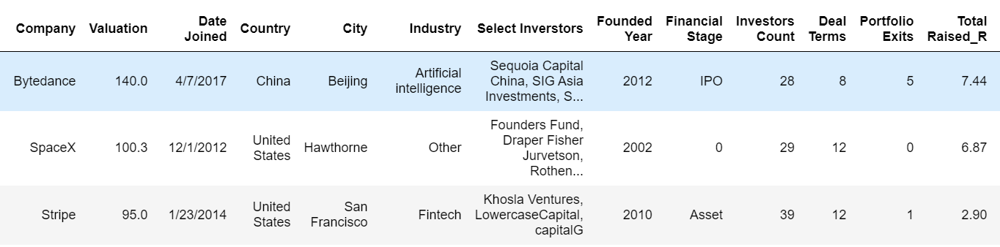 Company Valuation Date Joined Country City Industry Select Inverstors Founded Year Financial Stage Investors Count Deal Terms Portfolio Exits Total Raised_R
Bytedance 140.0 4/7/2017 China Beijing Artificial intelligence Sequoia Capital China, SIG Asia Investments, S... 2012 IPO 28 8 5 7.44
SpaceX 100.3 12/1/2012 United States Hawthorne Other Founders Fund, Draper Fisher Jurvetson, Rothen... 2002 0 29 12 0 6.87
Stripe 95.0 1/23/2014 United States San Francisco Fintech Khosla Ventures, LowercaseCapital, capitalG 2010 Asset 39 12 1 2.90